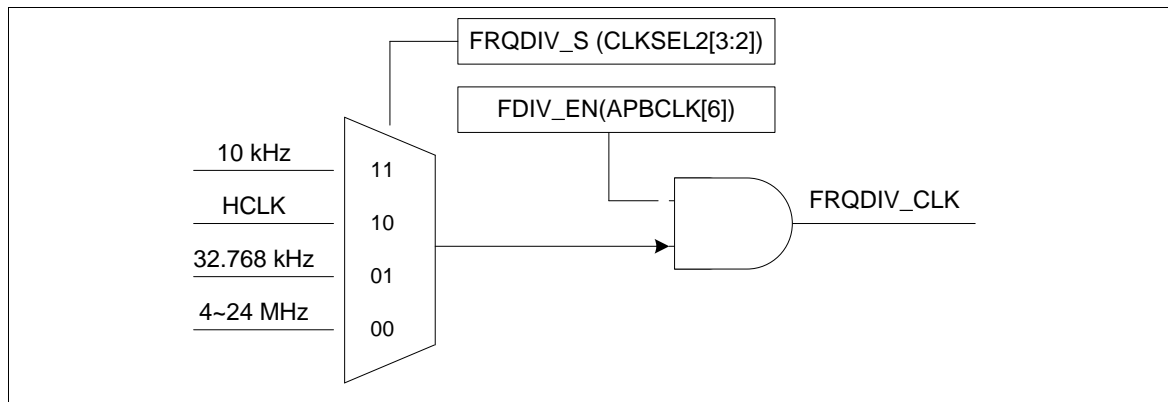 FRQDIV_S (CLKSEL2[3:2])
FDIV_EN(APBCLK[6])
10 kHz
11
HCLK
10
32.768 kHz
01
4~24 MHz
00
FRQDIV_CLK